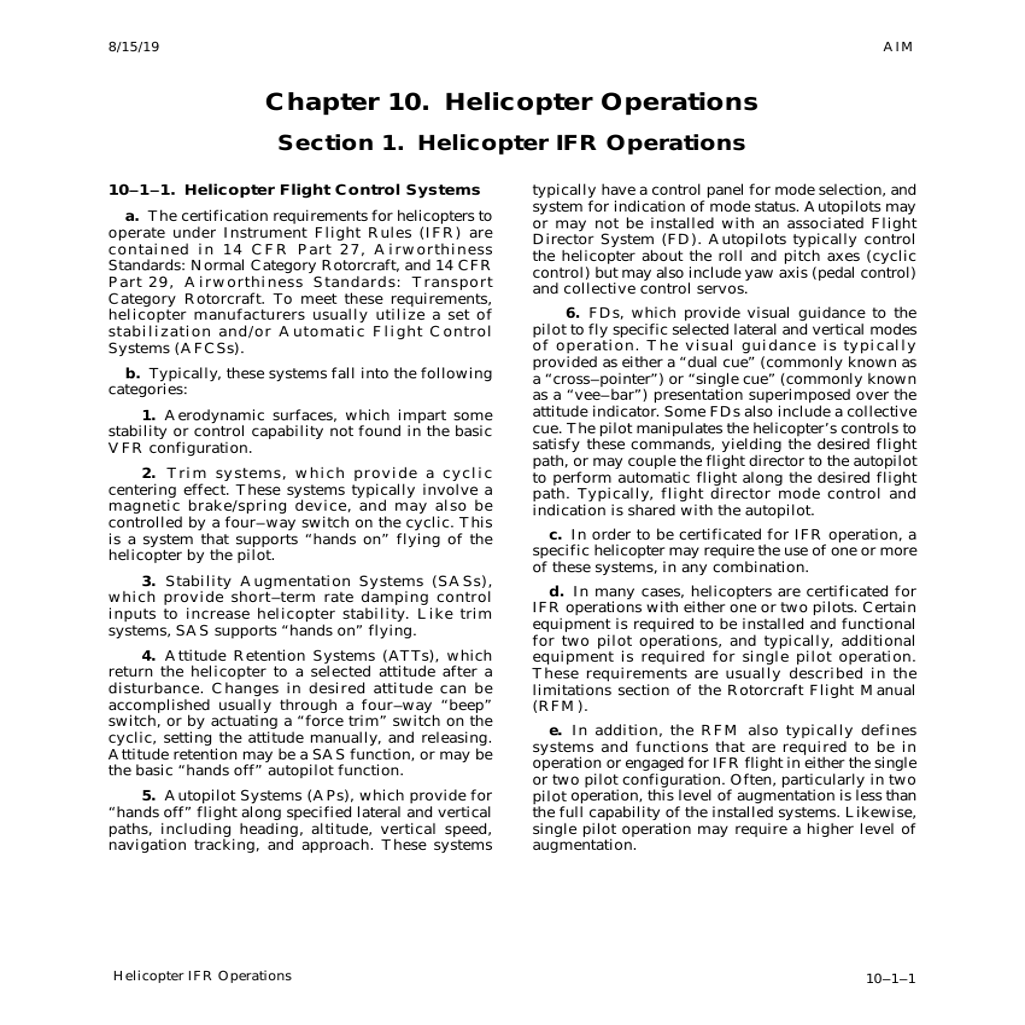 8/15/19
AIM
Chapter 10. Helicopter Operations
Section 1. Helicopter IFR Operations
10–1–1. Helicopter Flight Control Systems
a. The certification requirements for helicopters to
operate under Instrument Flight Rules (IFR) are
contained in 14 CFR Part 27, Airworthiness
Standards: Normal Category Rotorcraft, and 14 CFR
Part 29, Airworthiness Standards: Transport
Category Rotorcraft. To meet these requirements,
helicopter manufacturers usually utilize a set of
stabilization and/or Automatic Flight Control
Systems (AFCSs).
b. Typically, these systems fall into the following
categories:
1. Aerodynamic surfaces, which impart some
stability or control capability not found in the basic
VFR configuration.
2. Trim systems, which provide a cyclic
centering effect. These systems typically involve a
magnetic brake/spring device, and may also be
controlled by a four–way switch on the cyclic. This
is a system that supports “hands on” flying of the
helicopter by the pilot.
3. Stability Augmentation Systems (SASs),
which provide short–term rate damping control
inputs to increase helicopter stability. Like trim
systems, SAS supports “hands on” flying.
4. Attitude Retention Systems (ATTs), which
return the helicopter to a selected attitude after a
disturbance. Changes in desired attitude can be
accomplished usually through a four–way “beep”
switch, or by actuating a “force trim” switch on the
cyclic, setting the attitude manually, and releasing.
Attitude retention may be a SAS function, or may be
the basic “hands off” autopilot function.
5. Autopilot Systems (APs), which provide for
“hands off” flight along specified lateral and vertical
paths, including heading, altitude, vertical speed,
navigation tracking, and approach. These systems
typically have a control panel for mode selection, and
system for indication of mode status. Autopilots may
or may not be installed with an associated Flight
Director System (FD). Autopilots typically control
the helicopter about the roll and pitch axes (cyclic
control) but may also include yaw axis (pedal control)
and collective control servos.
6. FDs, which provide visual guidance to the
pilot to fly specific selected lateral and vertical modes
of operation. The visual guidance is typically
provided as either a “dual cue” (commonly known as
a “cross–pointer”) or “single cue” (commonly known
as a “vee–bar”) presentation superimposed over the
attitude indicator. Some FDs also include a collective
cue. The pilot manipulates the helicopter’s controls to
satisfy these commands, yielding the desired flight
path, or may couple the flight director to the autopilot
to perform automatic flight along the desired flight
path. Typically, flight director mode control and
indication is shared with the autopilot.
c. In order to be certificated for IFR operation, a
specific helicopter may require the use of one or more
of these systems, in any combination.
d. In many cases, helicopters are certificated for
IFR operations with either one or two pilots. Certain
equipment is required to be installed and functional
for two pilot operations, and typically, additional
equipment is required for single pilot operation.
These requirements are usually described in the
limitations section of the Rotorcraft Flight Manual
(RFM).
e. In addition, the RFM also typically defines
systems and functions that are required to be in
operation or engaged for IFR flight in either the single
or two pilot configuration. Often, particularly in two
pilot operation, this level of augmentation is less than
the full capability of the installed systems. Likewise,
single pilot operation may require a higher level of
augmentation.
Helicopter IFR Operations
10–1–1